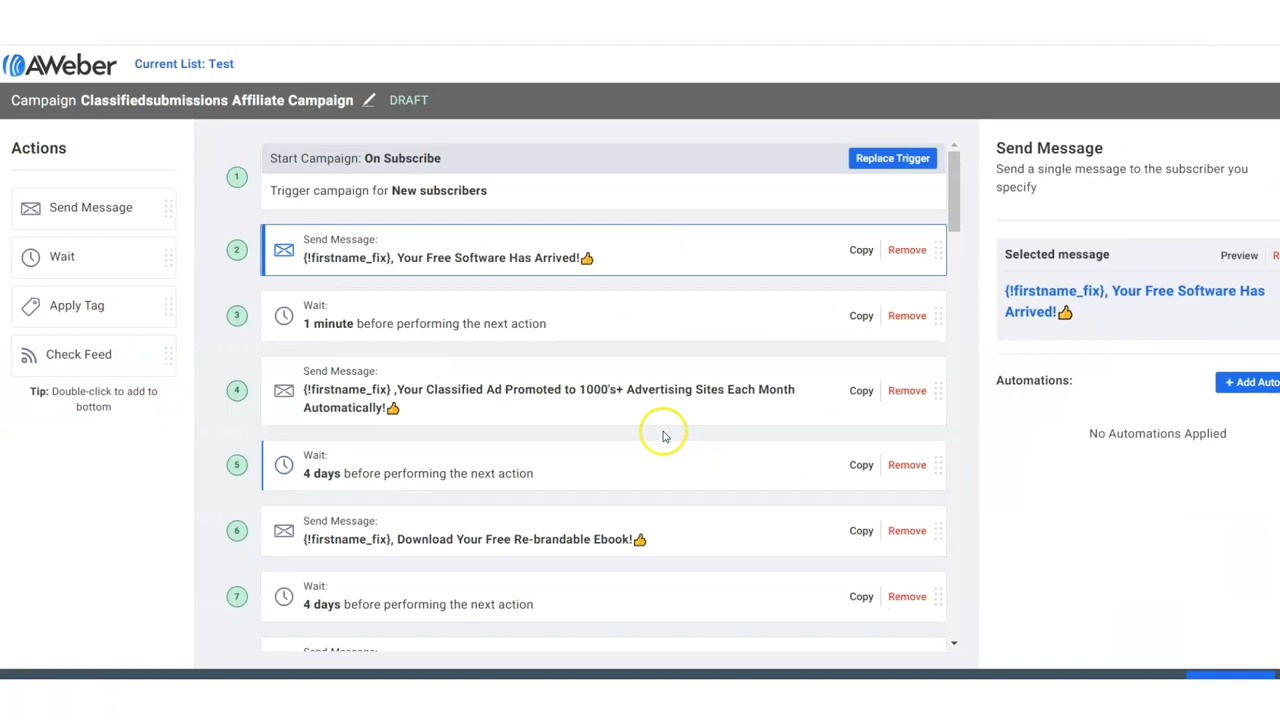 AWeber
Current List: Test
Campaign Classifiedsubmissions Affiliate Campaign DRAFT
Actions
Send Message
Wait
Apply Tag
Check Feed
Tip: Double-click to add to
bottom
1
Start Campaign: On Subscribe
Replace Trigger
Trigger campaign for New subscribers
2
Send Message:
{!firstname_fix}, Your Free Software Has Arrived!👍
Copy Remove
3
Wait:
1 minute before performing the next action
Copy Remove
4
Send Message:
{!firstname_fix} ,Your Classified Ad Promoted to 1000's+ Advertising Sites Each Month
Automatically!👍
Copy Remove
5
Wait:
4 days before performing the next action
Copy Remove
6
Send Message:
{!firstname_fix}, Download Your Free Re-brandable Ebook!👍
Copy Remove
7
Wait:
4 days before performing the next action
Copy Remove
Send Message:
Send Message
Send a single message to the subscriber you
specify
Selected message
Preview R
{!firstname_fix}, Your Free Software Has
Arrived!👍
Automations:
+ Add Auto
No Automations Applied